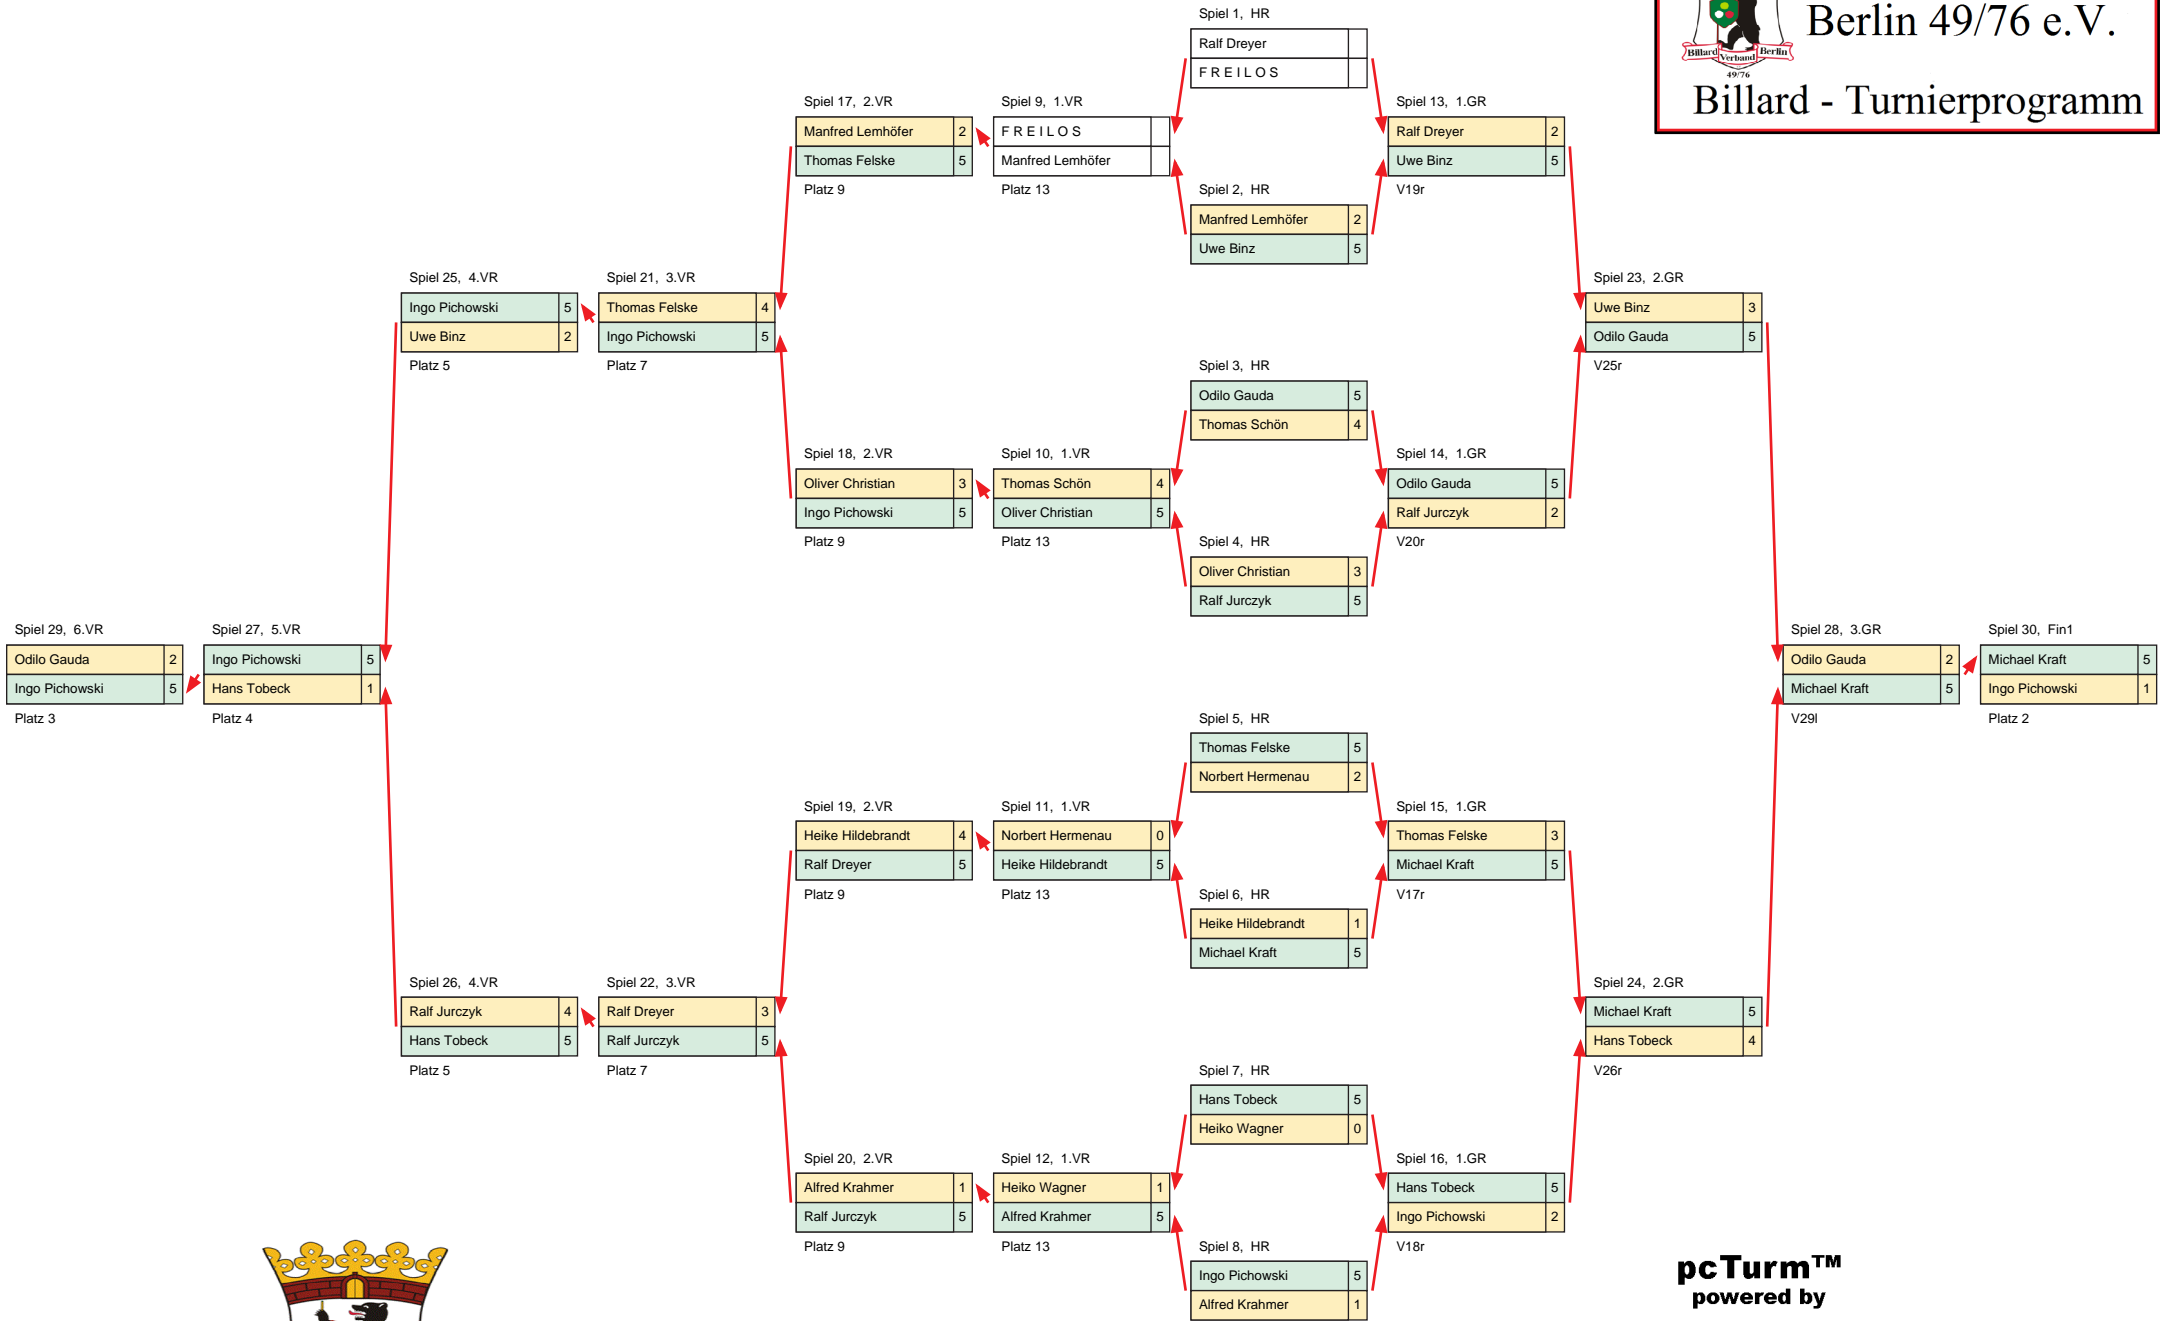 Berlin 49/76 e.V.
Billard Verband Berlin
49/76
Billard - Turnierprogramm
Spiel 1, HR
Ralf Dreyer
F R E I L O S
Spiel 17, 2.VR
Manfred Lemhöfer 2
Thomas Felske 5
Platz 9
Spiel 9, 1.VR
F R E I L O S
Manfred Lemhöfer
Platz 13
Spiel 13, 1.GR
Ralf Dreyer 2
Uwe Binz 5
V19r
Spiel 2, HR
Manfred Lemhöfer 2
Uwe Binz 5
Spiel 25, 4.VR
Ingo Pichowski 5
Uwe Binz 2
Platz 5
Spiel 21, 3.VR
Thomas Felske 4
Ingo Pichowski 5
Platz 7
Spiel 23, 2.GR
Uwe Binz 3
Odilo Gauda 5
V25r
Spiel 3, HR
Odilo Gauda 5
Thomas Schön 4
Spiel 18, 2.VR
Oliver Christian 3
Ingo Pichowski 5
Platz 9
Spiel 10, 1.VR
Thomas Schön 4
Oliver Christian 5
Platz 13
Spiel 14, 1.GR
Odilo Gauda 5
Ralf Jurczyk 2
V20r
Spiel 4, HR
Oliver Christian 3
Ralf Jurczyk 5
Spiel 29, 6.VR
Odilo Gauda 2
Ingo Pichowski 5
Platz 3
Spiel 27, 5.VR
Ingo Pichowski 5
Hans Tobeck 1
Platz 4
Spiel 28, 3.GR
Odilo Gauda 2
Michael Kraft 5
V29l
Spiel 30, Fin1
Michael Kraft 5
Ingo Pichowski 1
Platz 2
Spiel 5, HR
Thomas Felske 5
Norbert Hermenau 2
Spiel 19, 2.VR
Heike Hildebrandt 4
Ralf Dreyer 5
Platz 9
Spiel 11, 1.VR
Norbert Hermenau 0
Heike Hildebrandt 5
Platz 13
Spiel 15, 1.GR
Thomas Felske 3
Michael Kraft 5
V17r
Spiel 6, HR
Heike Hildebrandt 1
Michael Kraft 5
Spiel 26, 4.VR
Ralf Jurczyk 4
Hans Tobeck 5
Platz 5
Spiel 22, 3.VR
Ralf Dreyer 3
Ralf Jurczyk 5
Platz 7
Spiel 24, 2.GR
Michael Kraft 5
Hans Tobeck 4
V26r
Spiel 7, HR
Hans Tobeck 5
Heiko Wagner 0
Spiel 20, 2.VR
Alfred Krahmer 1
Ralf Jurczyk 5
Platz 9
Spiel 12, 1.VR
Heiko Wagner 1
Alfred Krahmer 5
Platz 13
Spiel 16, 1.GR
Hans Tobeck 5
Ingo Pichowski 2
V18r
Spiel 8, HR
Ingo Pichowski 5
Alfred Krahmer 1
pcTurm™
powered by